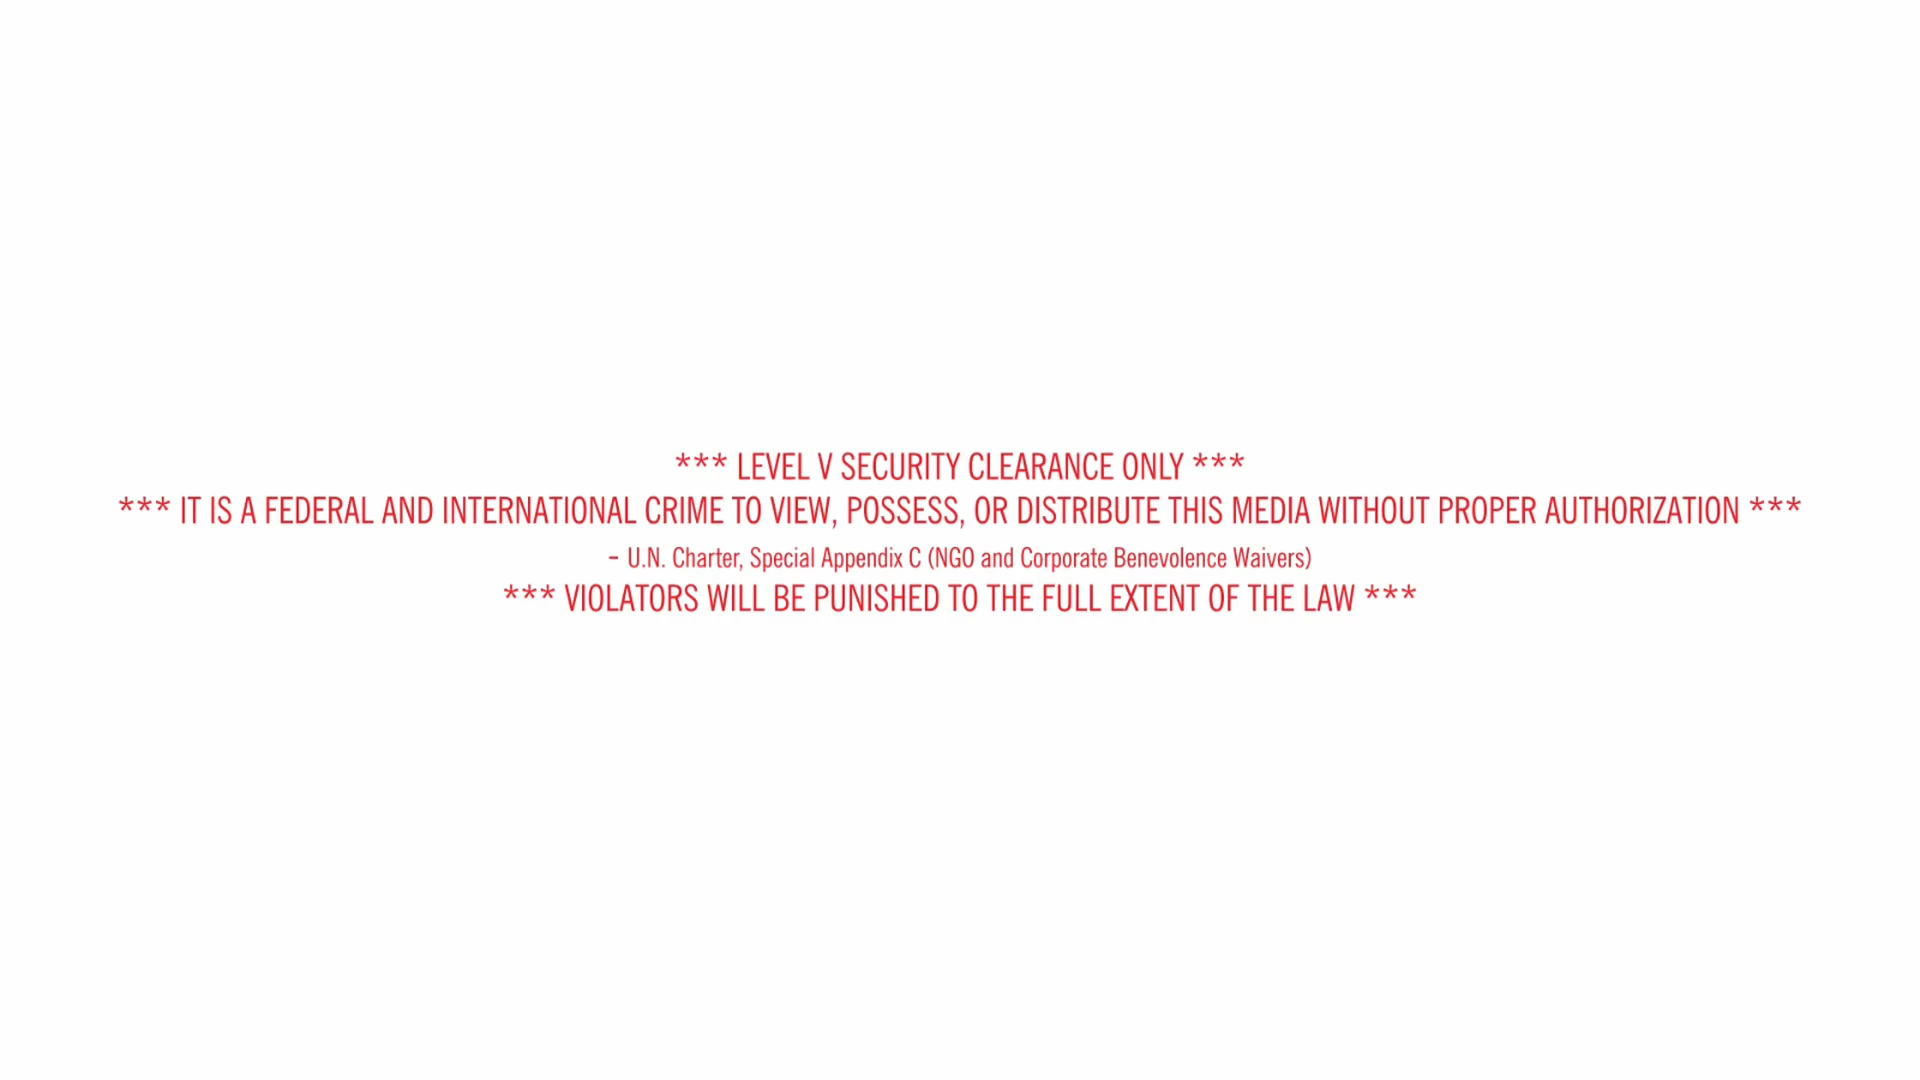 *** LEVEL V SECURITY CLEARANCE ONLY ***
*** IT IS A FEDERAL AND INTERNATIONAL CRIME TO VIEW, POSSESS, OR DISTRIBUTE THIS MEDIA WITHOUT PROPER AUTHORIZATION ***
– U.N. Charter, Special Appendix C (NGO and Corporate Benevolence Waivers)
*** VIOLATORS WILL BE PUNISHED TO THE FULL EXTENT OF THE LAW ***